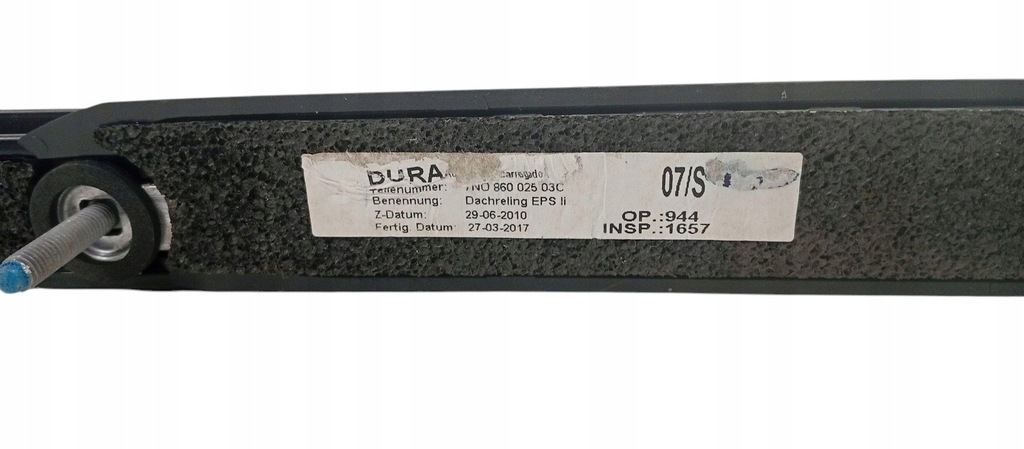 DURA
Teilenummer: 7N0 860 025 03C
Benennung: Dachreling EPS li
Z-Datum: 29-06-2010
Fertig. Datum: 27-03-2017
07/S
OP.:944
INSP.:1657